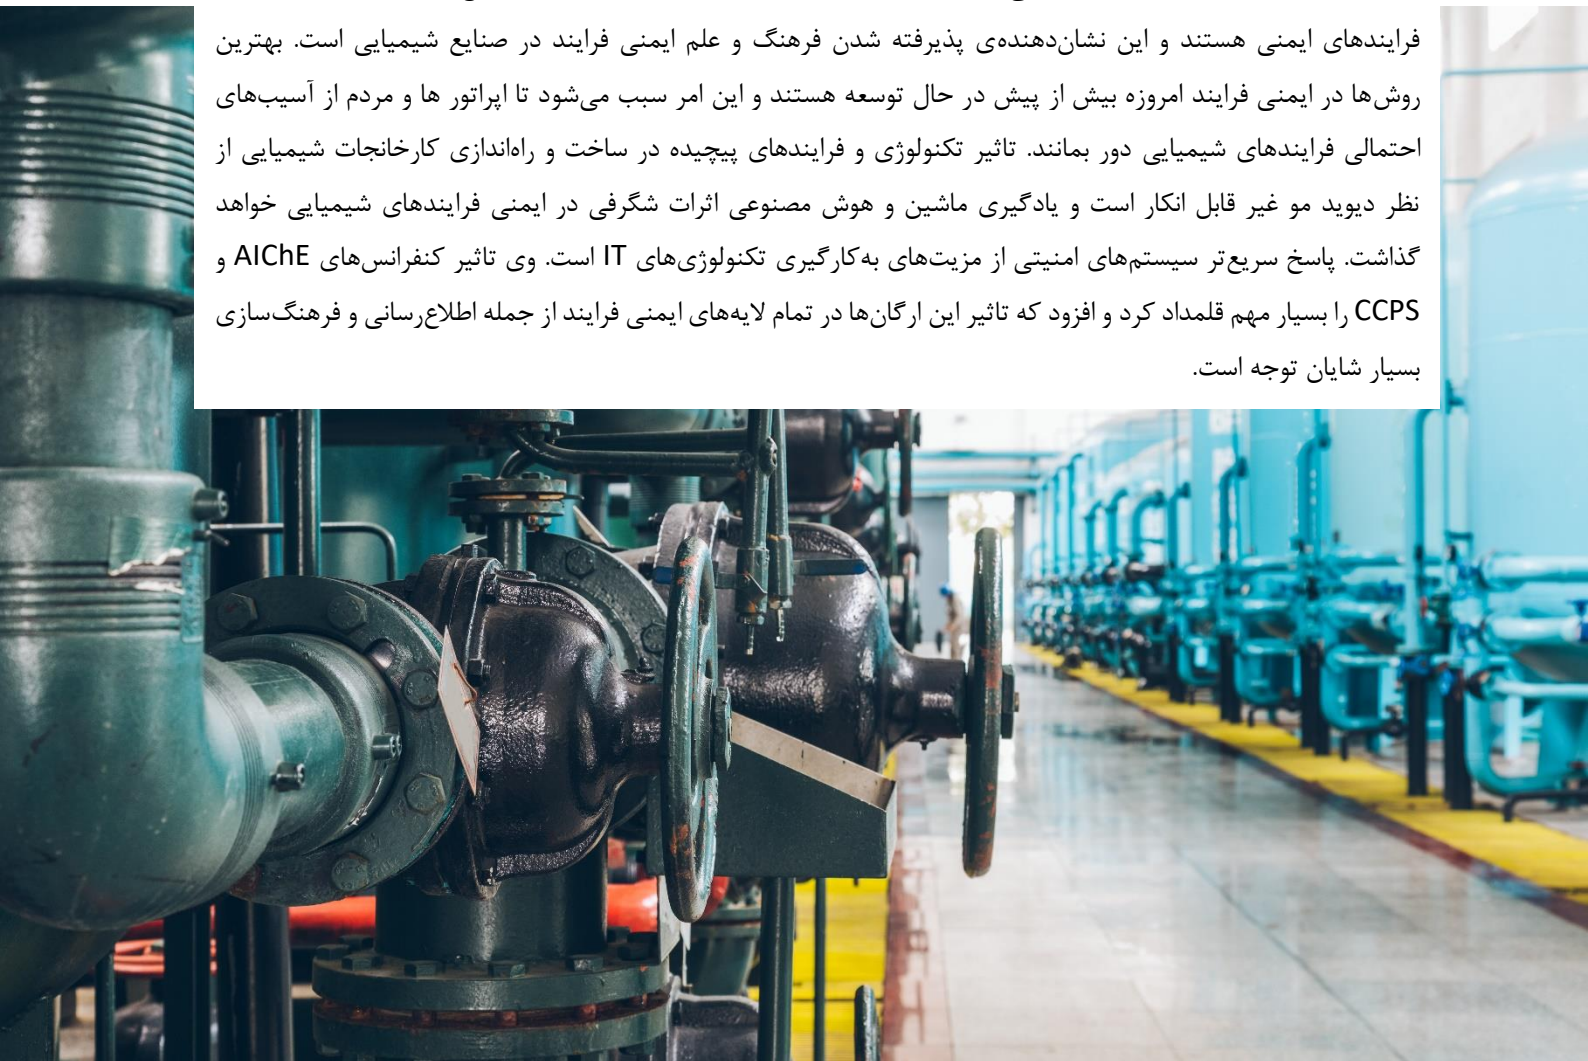 فرایندهای ایمنی هستند و این نشان‌دهنده‌ی پذیرفته شدن فرهنگ و علم ایمنی فرایند در صنایع شیمیایی است. بهترین
روش‌ها در ایمنی فرایند امروزه بیش از پیش در حال توسعه هستند و این امر سبب می‌شود تا اپراتور ها و مردم از آسیب‌های
احتمالی فرایندهای شیمیایی دور بمانند. تاثیر تکنولوژی و فرایندهای پیچیده در ساخت و راه‌اندازی کارخانجات شیمیایی از
نظر دیوید مو غیر قابل انکار است و یادگیری ماشین و هوش مصنوعی اثرات شگرفی در ایمنی فرایندهای شیمیایی خواهد
گذاشت. پاسخ سریع‌تر سیستم‌های امنیتی از مزیت‌های به‌کارگیری تکنولوژی‌های IT است. وی تاثیر کنفرانس‌های AIChE و
CCPS را بسیار مهم قلمداد کرد و افزود که تاثیر این ارگان‌ها در تمام لایه‌های ایمنی فرایند از جمله اطلاع‌رسانی و فرهنگ‌سازی
بسیار شایان توجه است.